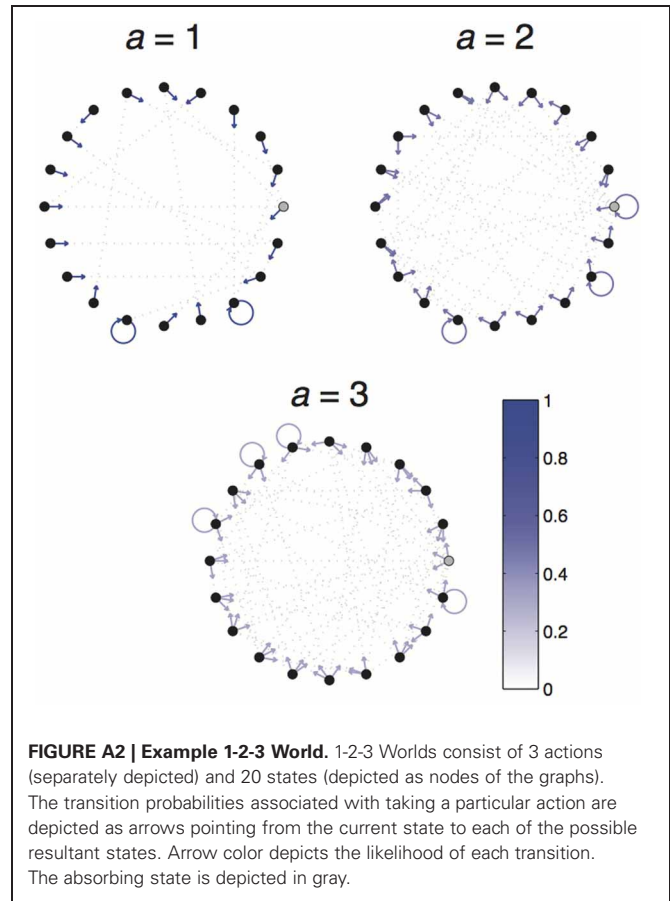 a = 1
a = 2
a = 3
1
0.8
0.6
0.4
0.2
0
FIGURE A2 | Example 1-2-3 World. 1-2-3 Worlds consist of 3 actions
(separately depicted) and 20 states (depicted as nodes of the graphs).
The transition probabilities associated with taking a particular action are
depicted as arrows pointing from the current state to each of the possible
resultant states. Arrow color depicts the likelihood of each transition.
The absorbing state is depicted in gray.